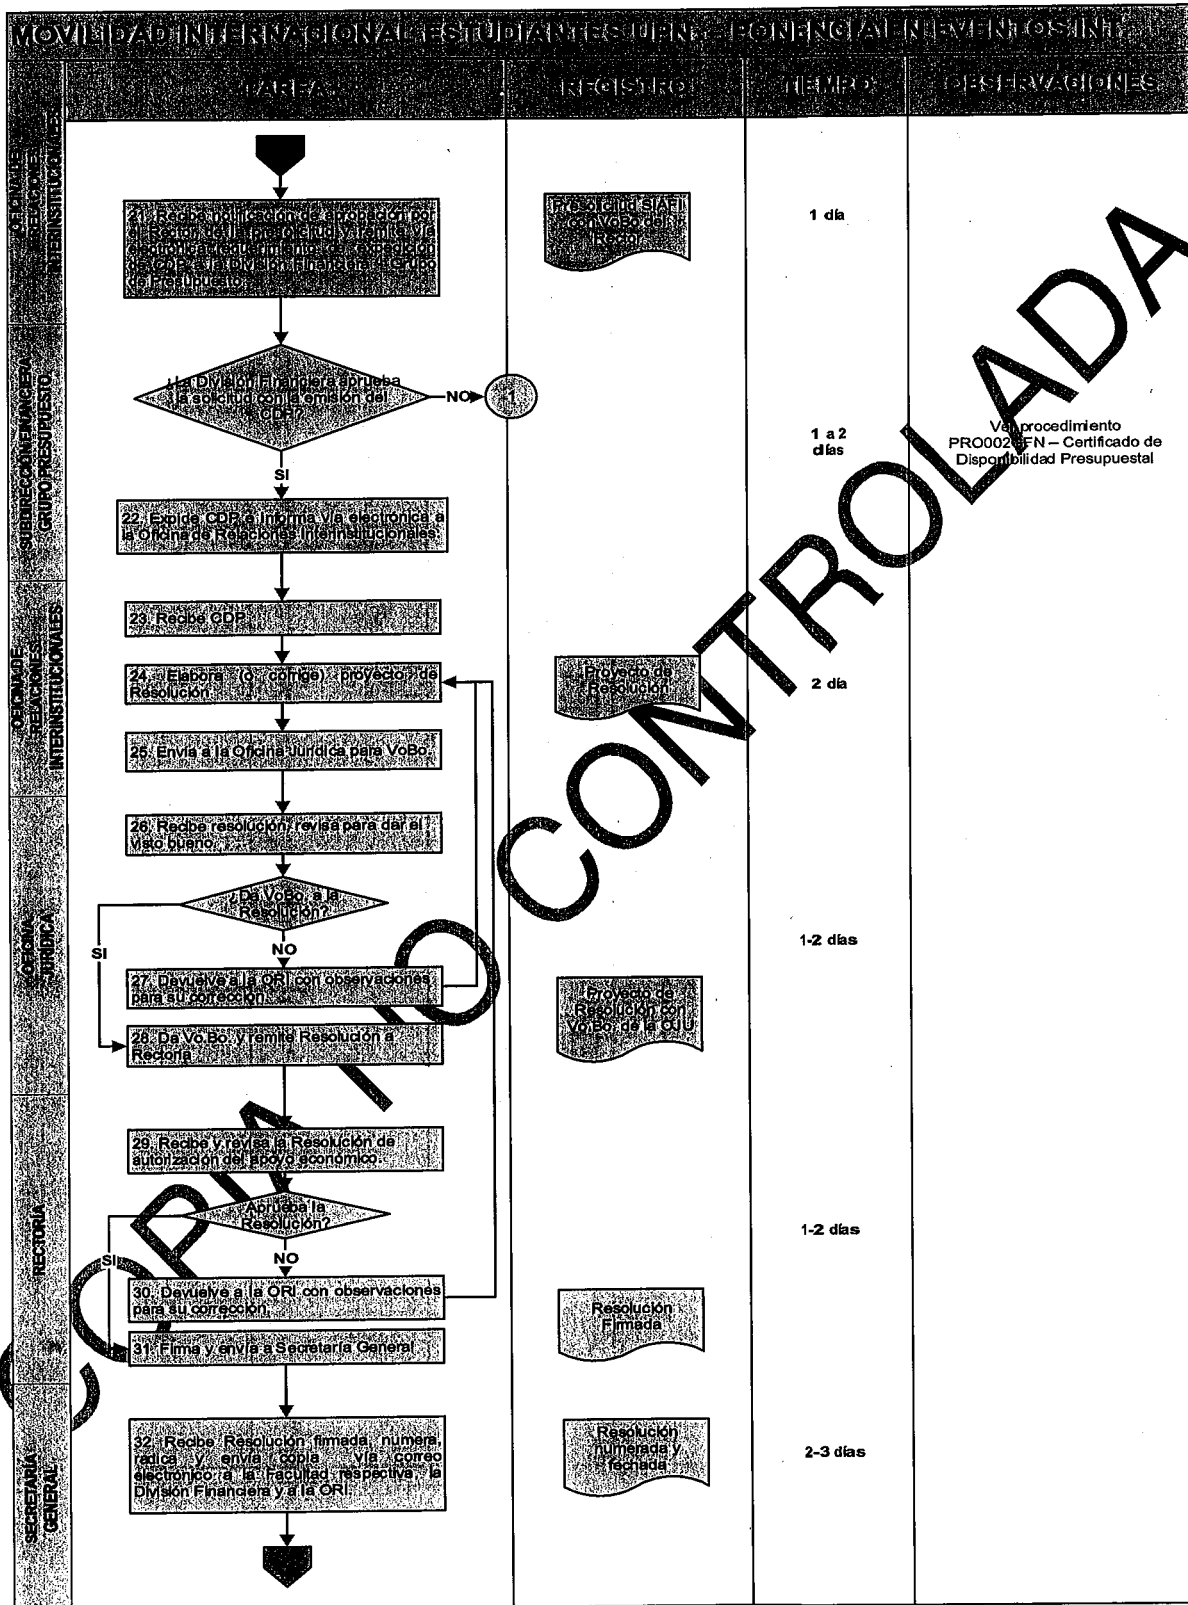 MOVILIDAD INTERNACIONAL ESTUDIANTES UPN - PONENCIA EN EVENTOS INT.
TAREA
REGISTRO
TIEMPO
OBSERVACIONES
OFICINA DE
RELACIONES
INTERINSTITUCIONALES
21. Recibe notificación de aprobación por
el Rector de la presolicitud y remite vía
electrónica requerimiento de expedición
de CDP, a la División Financiera / Grupo
de Presupuesto.
Presolicitud SIAFI
con VoBo del
Rector
1 día
SUBDIRECCIÓN FINANCIERA
GRUPO PRESUPUESTO
¿La División Financiera aprueba
la solicitud con la emisión del
CDP?
NO
1
SI
1 a 2
días
Ver procedimiento
Certificado de
Disponibilidad Presupuestal
22. Expide CDP e informa vía electrónica a
la Oficina de Relaciones Interinstitucionales.
OFICINA DE
RELACIONES
INTERINSTITUCIONALES
23. Recibe CDP
24. Elabora (o corrige) proyecto de
Resolución
Proyecto de
Resolución
2 día
25. Envía a la Oficina Jurídica para VoBo.
OFICINA
JURÍDICA
26. Recibe resolución, revisa para dar el
visto bueno.
¿Da VoBo. a la
Resolución?
SI
NO
1-2 días
27. Devuelve a la ORI con observaciones
para su corrección.
28. Da Vo.Bo. y remite Resolución a
Rectoría
Proyecto de
Resolución con
Vo.Bo. de la OJU
RECTORÍA
29. Recibe y revisa la Resolución de
autorización del apoyo económico.
¿Aprueba la
Resolución?
SI
NO
1-2 días
30. Devuelve a la ORI con observaciones
para su corrección.
31. Firma y envía a Secretaría General
Resolución
Firmada
SECRETARÍA
GENERAL
32. Recibe Resolución firmada, numera,
radica y envía copia vía correo
electrónico a la Facultad respectiva, la
División Financiera y a la ORI.
Resolución
numerada y
fechada
2-3 días
COPIA NO CONTROLADA